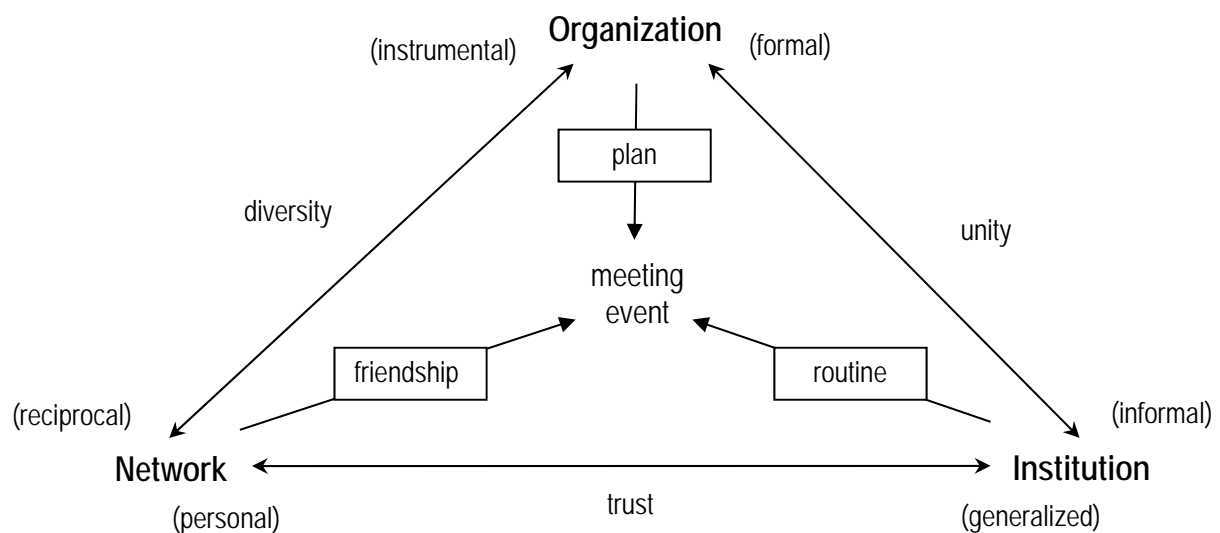 Organization
(instrumental)
(formal)
plan
diversity
unity
meeting
event
friendship
routine
(reciprocal)
(informal)
Network
Institution
trust
(personal)
(generalized)